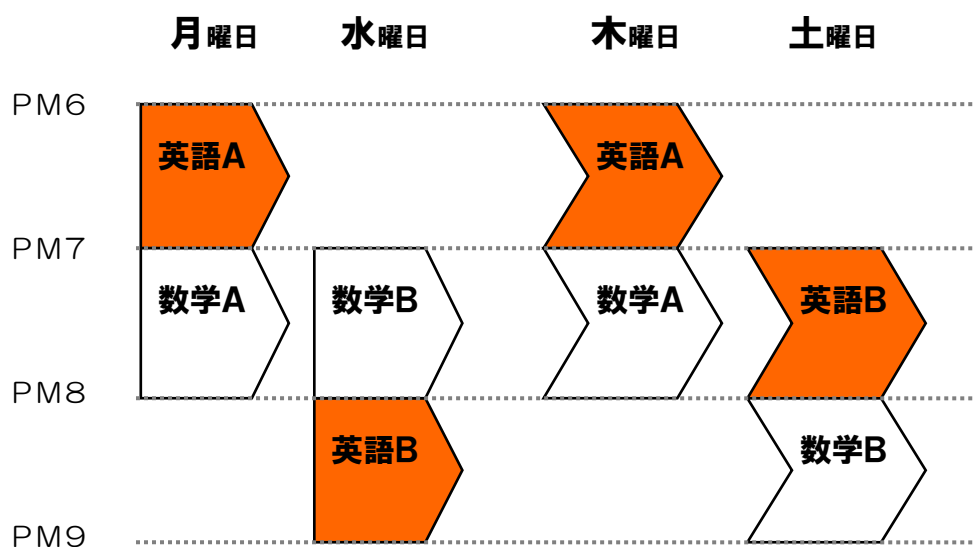 月曜日 水曜日 木曜日 土曜日
PM6
英語A 英語A
PM7
数学A 数学B 数学A 英語B
PM8
英語B 数学B
PM9